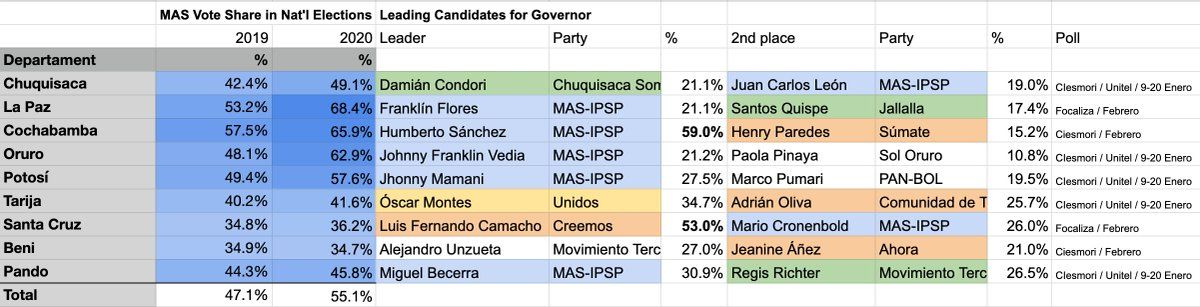 MAS Vote Share in Nat'l Elections Leading Candidates for Governor
2019 2020 Leader Party % 2nd place Party % Poll
Departament % %
Chuquisaca 42.4% 49.1% Damián Condori Chuquisaca Som 21.1% Juan Carlos León MAS-IPSP 19.0% Clesmori / Unitel / 9-20 Enero
La Paz 53.2% 68.4% Franklín Flores MAS-IPSP 21.1% Santos Quispe Jallalla 17.4% Focaliza / Febrero
Cochabamba 57.5% 65.9% Humberto Sánchez MAS-IPSP 59.0% Henry Paredes Súmate 15.2% Ciesmori / Febrero
Oruro 48.1% 62.9% Johnny Franklin Vedia MAS-IPSP 21.2% Paola Pinaya Sol Oruro 10.8% Clesmori / Unitel / 9-20 Enero
Potosí 49.4% 57.6% Jhonny Mamani MAS-IPSP 27.5% Marco Pumari PAN-BOL 19.5% Clesmori / Unitel / 9-20 Enero
Tarija 40.2% 41.6% Óscar Montes Unidos 34.7% Adrián Oliva Comunidad de T 25.7% Clesmori / Unitel / 9-20 Enero
Santa Cruz 34.8% 36.2% Luis Fernando Camacho Creemos 53.0% Mario Cronenbold MAS-IPSP 26.0% Focaliza / Febrero
Beni 34.9% 34.7% Alejandro Unzueta Movimiento Terc 27.0% Jeanine Áñez Ahora 21.0% Ciesmori / Febrero
Pando 44.3% 45.8% Miguel Becerra MAS-IPSP 30.9% Regis Richter Movimiento Terc 26.5% Clesmori / Unitel / 9-20 Enero
Total 47.1% 55.1%